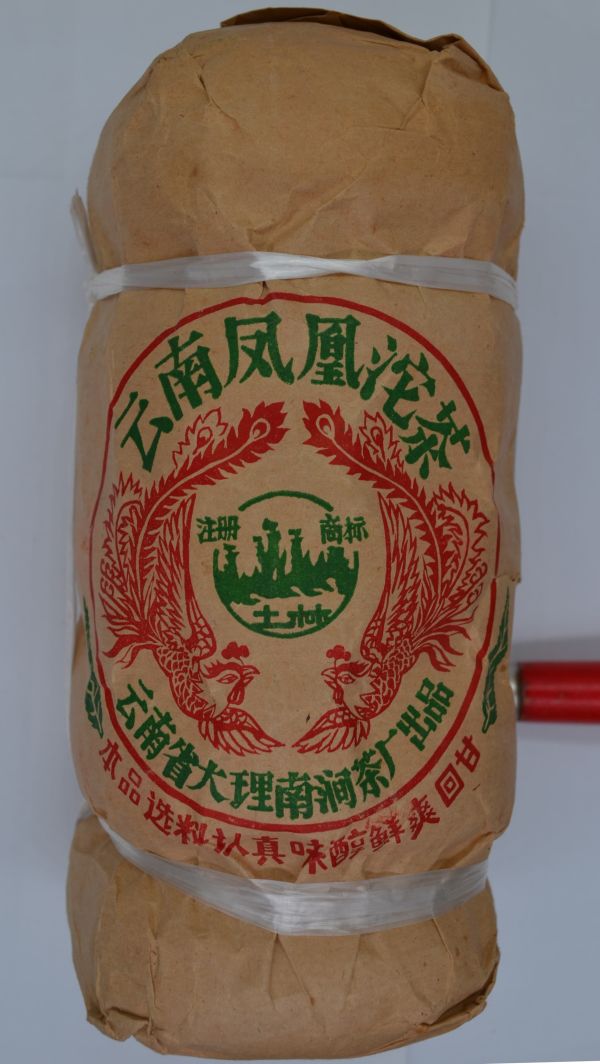 云南凤凰沱茶
注册 商标
土林
云南省大理南涧茶厂出品
本品选料认真味醇鲜爽回甘